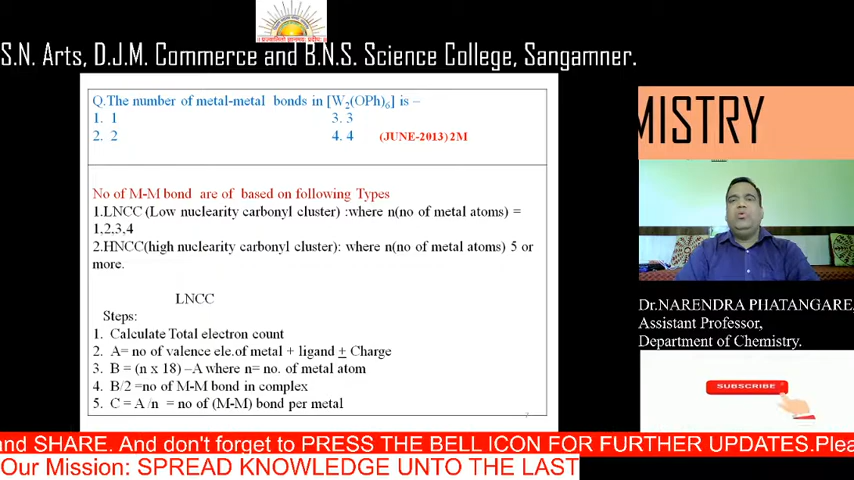 S.N. Arts, D.J.M. Commerce and B.N.S. Science College, Sangamner.
Q.The number of metal-metal bonds in [W₂(OPh)₆] is –
1. 1 3. 3
2. 2 4. 4 (JUNE-2013) 2M
No of M-M bond are of based on following Types
1.LNCC (Low nuclearity carbonyl cluster) :where n(no of metal atoms) =
1,2,3,4
2.HNCC(high nuclearity carbonyl cluster): where n(no of metal atoms) 5 or
more.
LNCC
Steps:
1. Calculate Total electron count
2. A= no of valence ele.of metal + ligand ± Charge
3. B = (n x 18) –A where n= no. of metal atom
4. B/2 =no of M-M bond in complex
5. C = A /n = no of (M-M) bond per metal
MISTRY
Dr.NARENDRA PHATANGARE,
Assistant Professor,
Department of Chemistry.
SUBSCRIBE
and SHARE. And don't forget to PRESS THE BELL ICON FOR FURTHER UPDATES.Plea
Our Mission: SPREAD KNOWLEDGE UNTO THE LAST